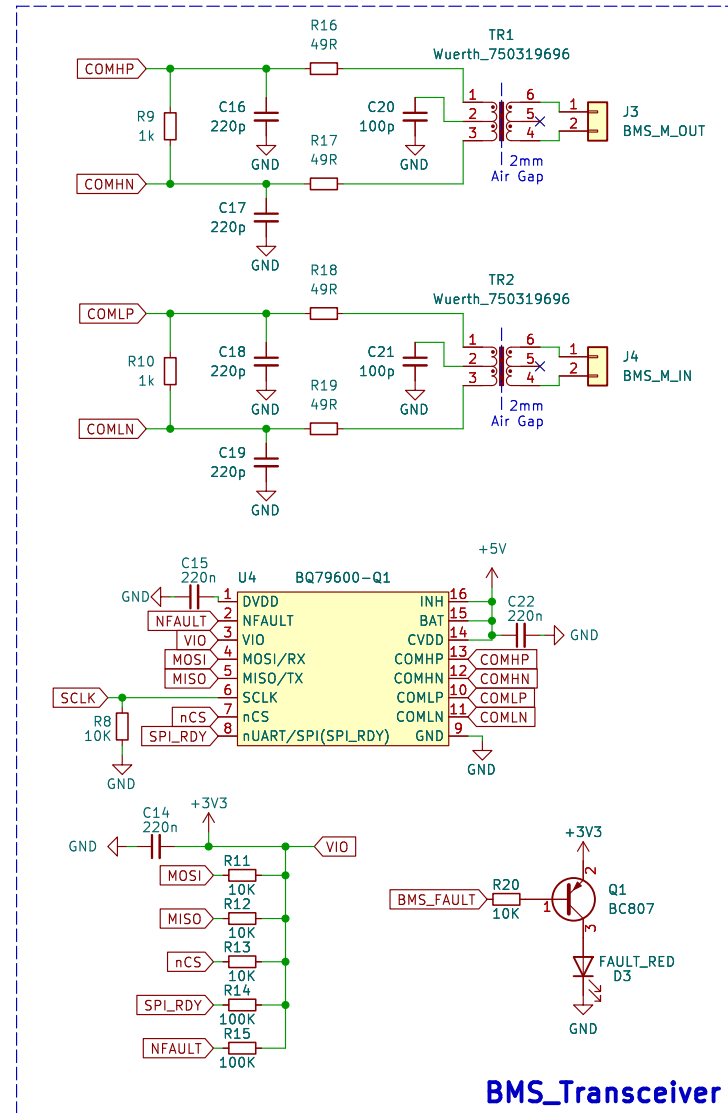 R16
49R
COMHP
R9
1k
C16
220p
GND
C20
100p
GND
TR1
Wuerth_750319696
1
2
3
6
5
4
2mm
Air Gap
1
2
J3
BMS_M_OUT
R17
49R
COMHN
C17
220p
GND
R18
49R
COMLP
R10
1k
C18
220p
GND
C21
100p
GND
TR2
Wuerth_750319696
1
2
3
6
5
4
2mm
Air Gap
1
2
J4
BMS_M_IN
R19
49R
COMLN
C19
220p
GND
C15
220n
GND
U4
BQ79600-Q1
1 DVDD
NFAULT 2 NFAULT
VIO 3 VIO
MOSI 4 MOSI/RX
MISO 5 MISO/TX
SCLK 6 SCLK
nCS 7 nCS
SPI_RDY 8 nUART/SPI(SPI_RDY)
R8
10K
GND
+5V
INH 16
BAT 15
CVDD 14
COMHP 13 COMHP
COMHN 12 COMHN
COMLP 10 COMLP
COMLN 11 COMLN
GND 9
GND
C22
220n
GND
C14
220n
GND
+3V3
VIO
MOSI
R11
10K
MISO
R12
10K
nCS
R13
10K
SPI_RDY
R14
100K
NFAULT
R15
100K
+3V3
2
BMS_FAULT
R20
10K
1
Q1
BC807
3
FAULT_RED
D3
GND
BMS_Transceiver